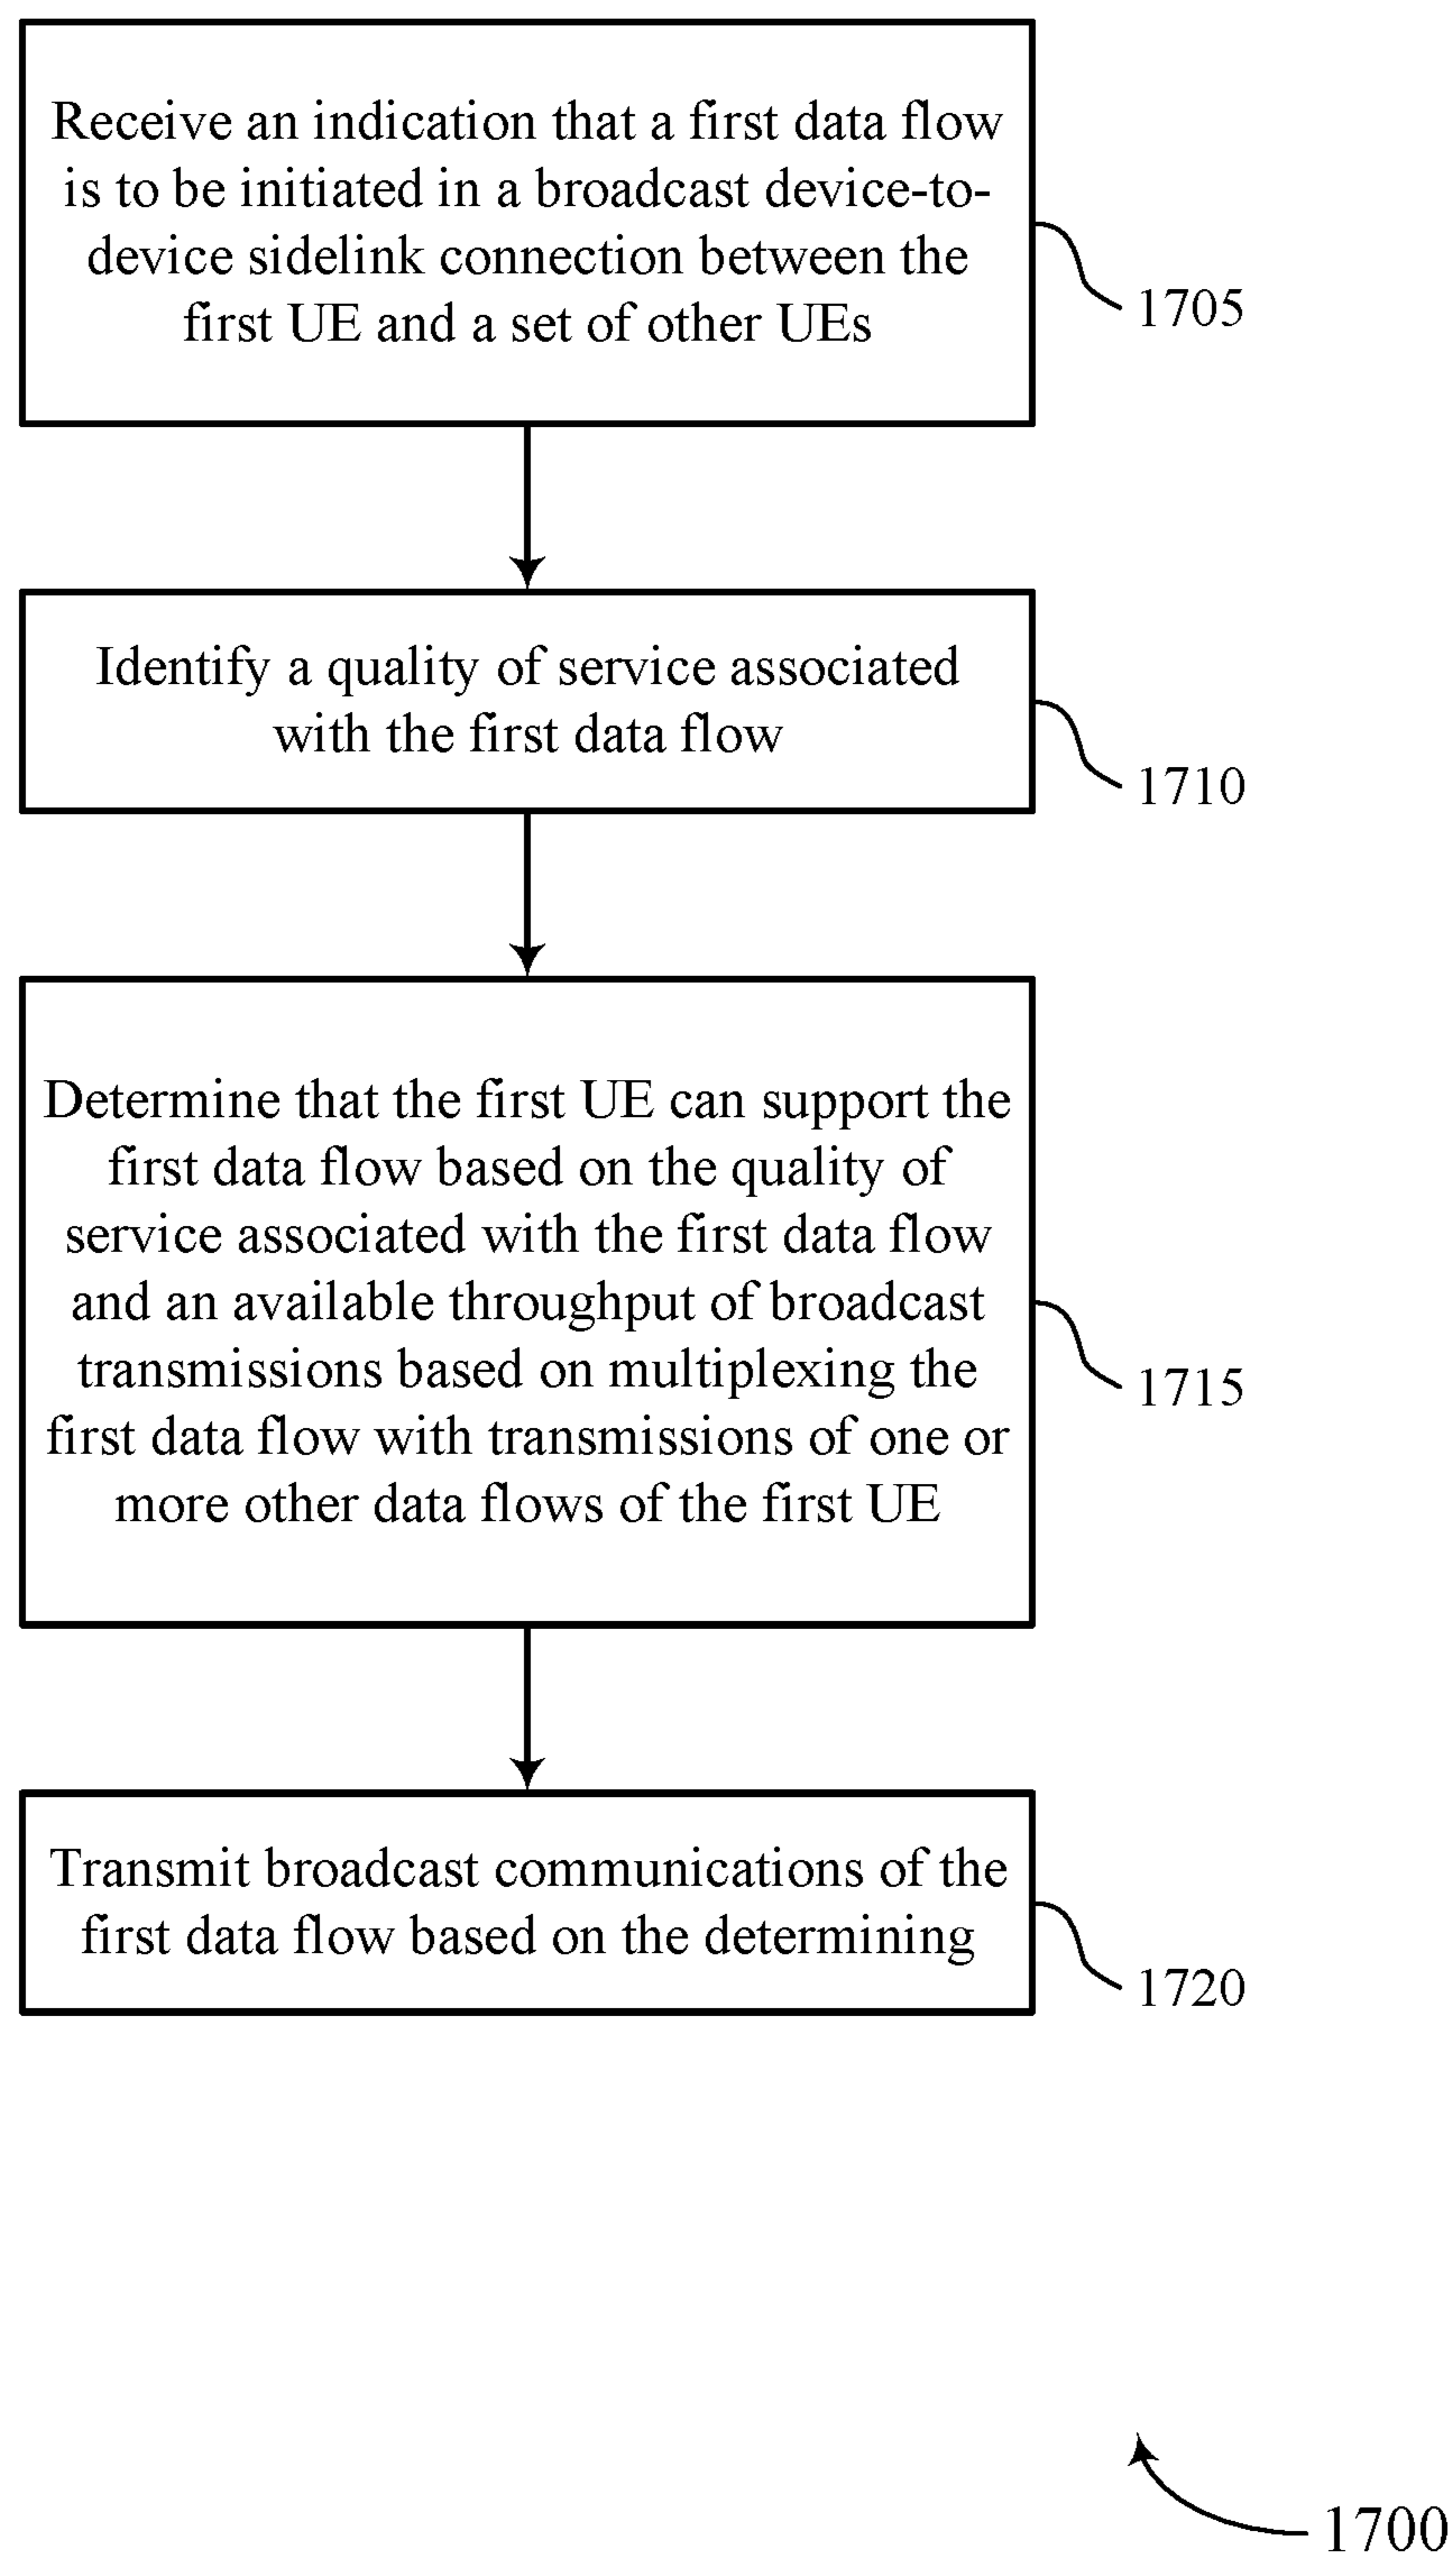 Receive an indication that a first data flow
is to be initiated in a broadcast device-to-
device sidelink connection between the
first UE and a set of other UEs
1705
Identify a quality of service associated
with the first data flow
1710
Determine that the first UE can support the
first data flow based on the quality of
service associated with the first data flow
and an available throughput of broadcast
transmissions based on multiplexing the
first data flow with transmissions of one or
more other data flows of the first UE
1715
Transmit broadcast communications of the
first data flow based on the determining
1720
1700